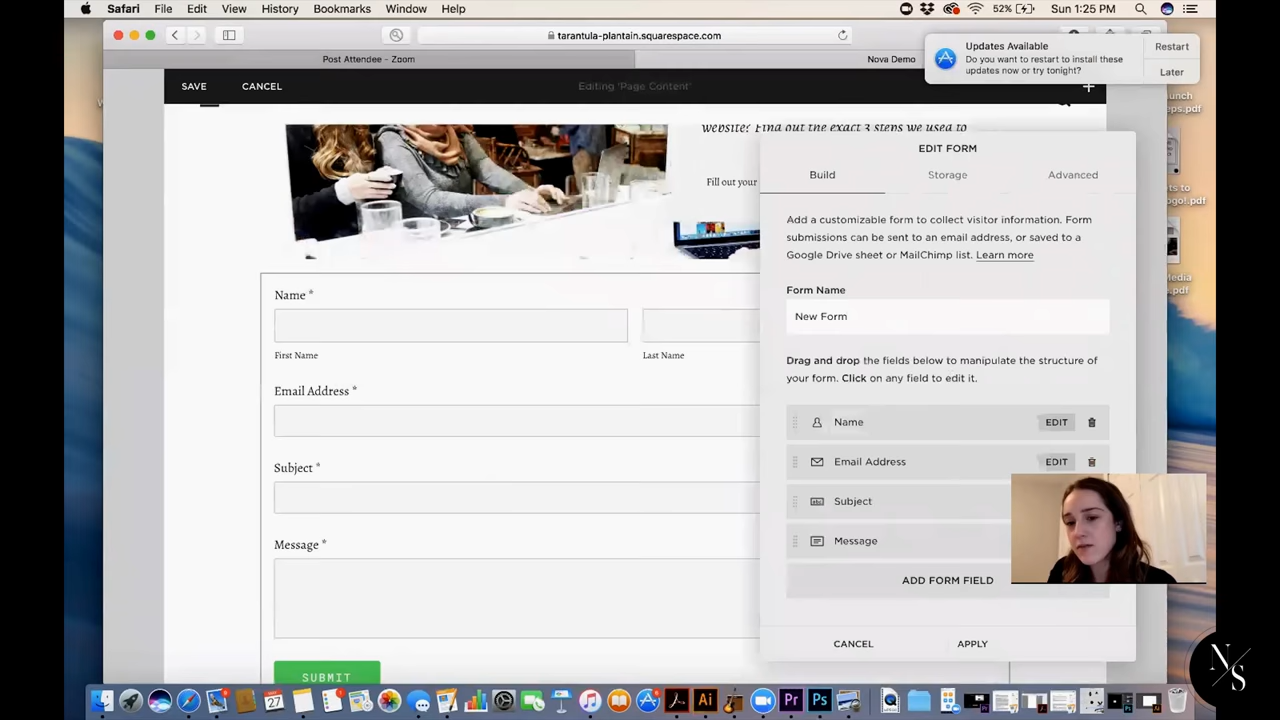 Safari File Edit View History Bookmarks Window Help 52% Sun 1:25 PM
tarantula-plantain.squarespace.com
Post Attendee - Zoom
Nova Demo
Updates Available
Do you want to restart to install these
updates now or try tonight?
Restart
Later
SAVE CANCEL Editing 'Page Content' +
website? Find out the exact 3 steps we used to
Fill out your
Name *
First Name
Last Name
Email Address *
Subject *
Message *
SUBMIT
EDIT FORM
Build Storage Advanced
Add a customizable form to collect visitor information. Form
submissions can be sent to an email address, or saved to a
Google Drive sheet or MailChimp list. Learn more
Form Name
New Form
Drag and drop the fields below to manipulate the structure of
your form. Click on any field to edit it.
Name EDIT
Email Address EDIT
Subject
Message
ADD FORM FIELD
CANCEL APPLY
27
Ai
Pr
Ps
N/S